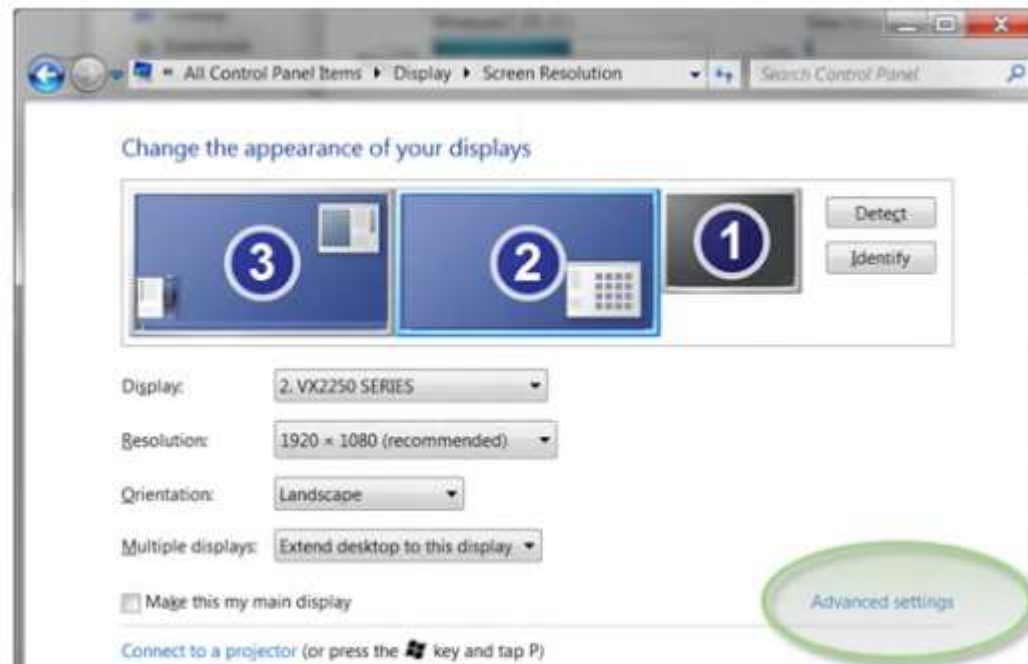 « All Control Panel Items ▸ Display ▸ Screen Resolution
Search Control Panel
Change the appearance of your displays
3
2
1
Detect
Identify
Display:
2. VX2250 SERIES
Resolution:
1920 × 1080 (recommended)
Orientation:
Landscape
Multiple displays:
Extend desktop to this display
Make this my main display
Advanced settings
Connect to a projector (or press the key and tap P)